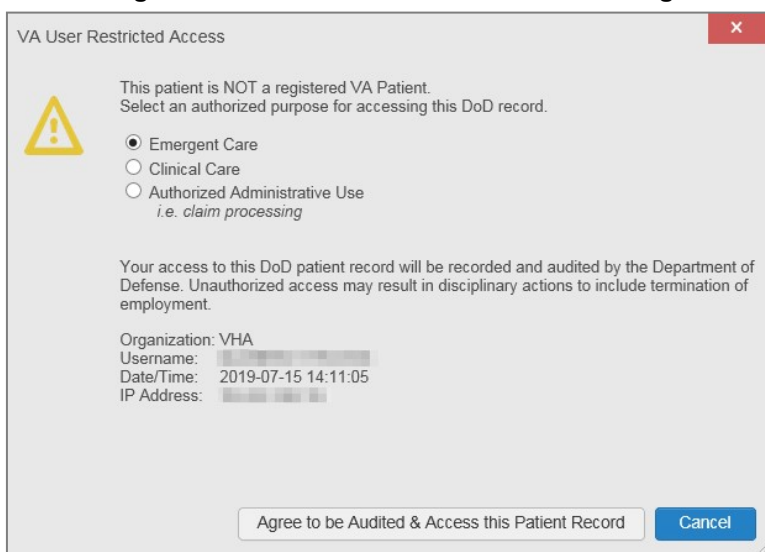 VA User Restricted Access
This patient is NOT a registered VA Patient.
Select an authorized purpose for accessing this DoD record.
Emergent Care
Clinical Care
Authorized Administrative Use
i.e. claim processing
Your access to this DoD patient record will be recorded and audited by the Department of
Defense. Unauthorized access may result in disciplinary actions to include termination of
employment.
Organization: VHA
Username:
Date/Time: 2019-07-15 14:11:05
IP Address:
Agree to be Audited & Access this Patient Record
Cancel